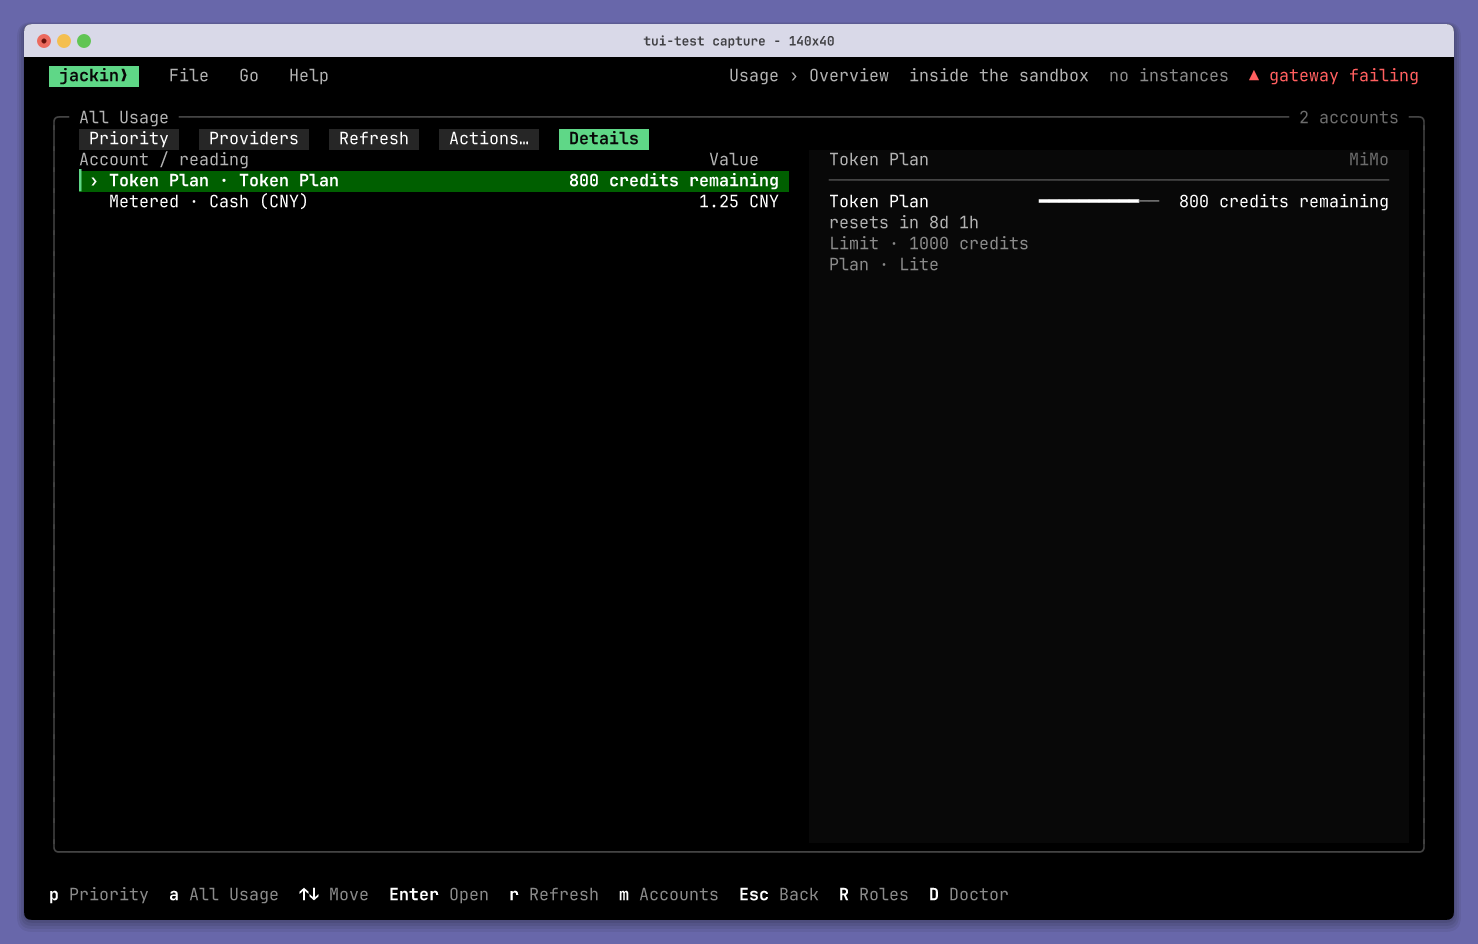 tui-test capture - 140x40
jackin❯ File Go Help Usage › Overview inside the sandbox no instances ▲ gateway failing
All Usage 2 accounts
Priority Providers Refresh Actions… Details
Account / reading Value Token Plan MiMo
› Token Plan · Token Plan 800 credits remaining
Metered · Cash (CNY) 1.25 CNY Token Plan 800 credits remaining
resets in 8d 1h
Limit · 1000 credits
Plan · Lite
p Priority a All Usage ↑↓ Move Enter Open r Refresh m Accounts Esc Back R Roles D Doctor